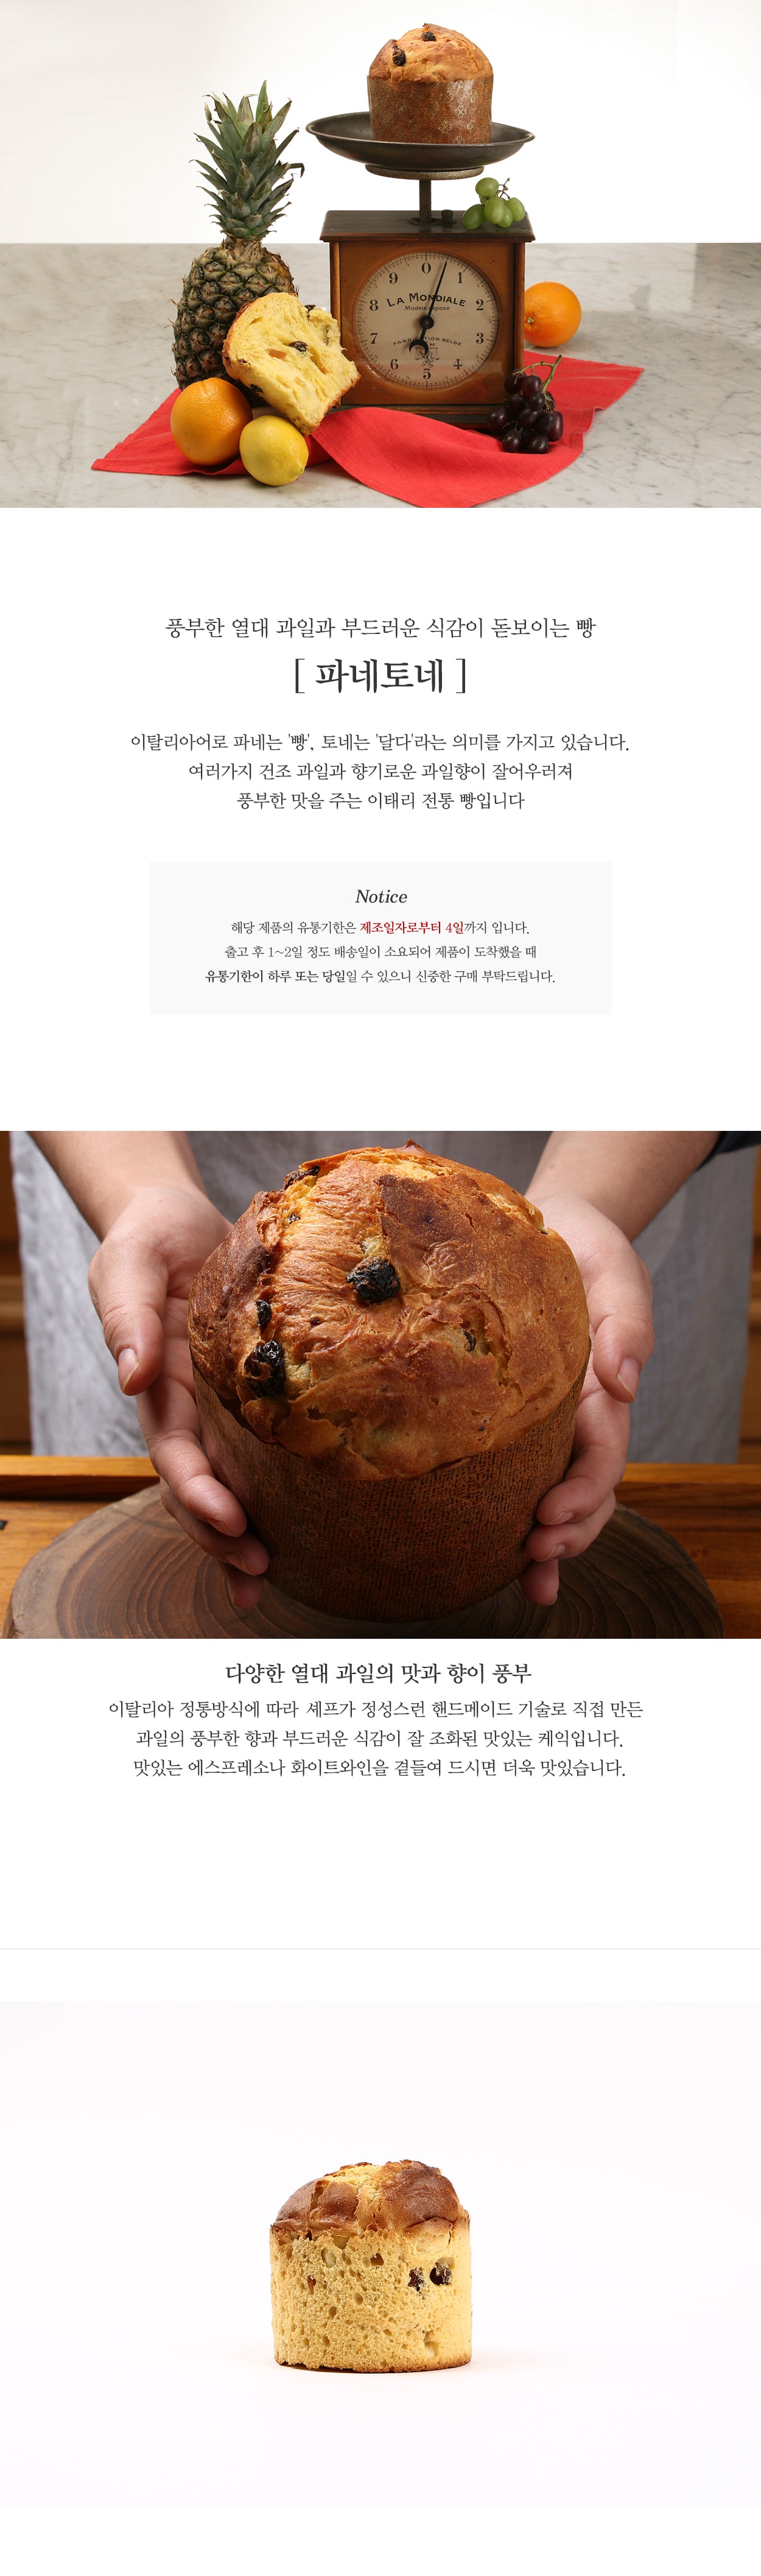 0
1
2
3
4
5
6
7
8
9
LA MONDIALE
풍부한 열대 과일과 부드러운 식감이 돋보이는 빵
[ 파네토네 ]
이탈리아어로 파네는 '빵', 토네는 '달다'라는 의미를 가지고 있습니다.
여러가지 건조 과일과 향기로운 과일향이 잘어우러져
풍부한 맛을 주는 이태리 전통 빵입니다
Notice
해당 제품의 유통기한은 제조일자로부터 4일까지 입니다.
출고 후 1~2일 정도 배송일이 소요되어 제품이 도착했을 때
유통기한이 하루 또는 당일일 수 있으니 신중한 구매 부탁드립니다.
다양한 열대 과일의 맛과 향이 풍부
이탈리아 정통방식에 따라 셰프가 정성스런 핸드메이드 기술로 직접 만든
과일의 풍부한 향과 부드러운 식감이 잘 조화된 맛있는 케익입니다.
맛있는 에스프레소나 화이트와인을 곁들여 드시면 더욱 맛있습니다.